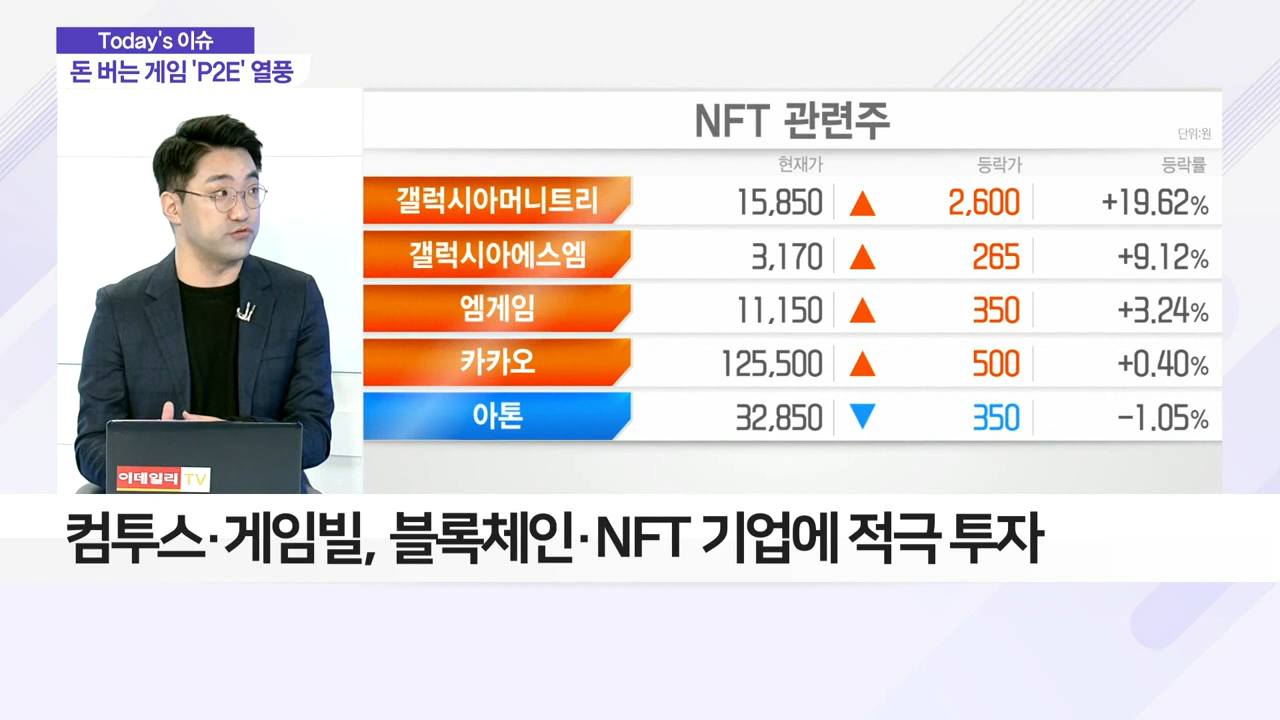 Today's 이슈
돈 버는 게임 'P2E' 열풍
NFT 관련주
단위:원
현재가 등락가 등락률
갤럭시아머니트리 15,850 ▲ 2,600 +19.62%
갤럭시아에스엠 3,170 ▲ 265 +9.12%
엠게임 11,150 ▲ 350 +3.24%
카카오 125,500 ▲ 500 +0.40%
아톤 32,850 ▼ 350 -1.05%
이데일리 TV
컴투스·게임빌, 블록체인·NFT 기업에 적극 투자